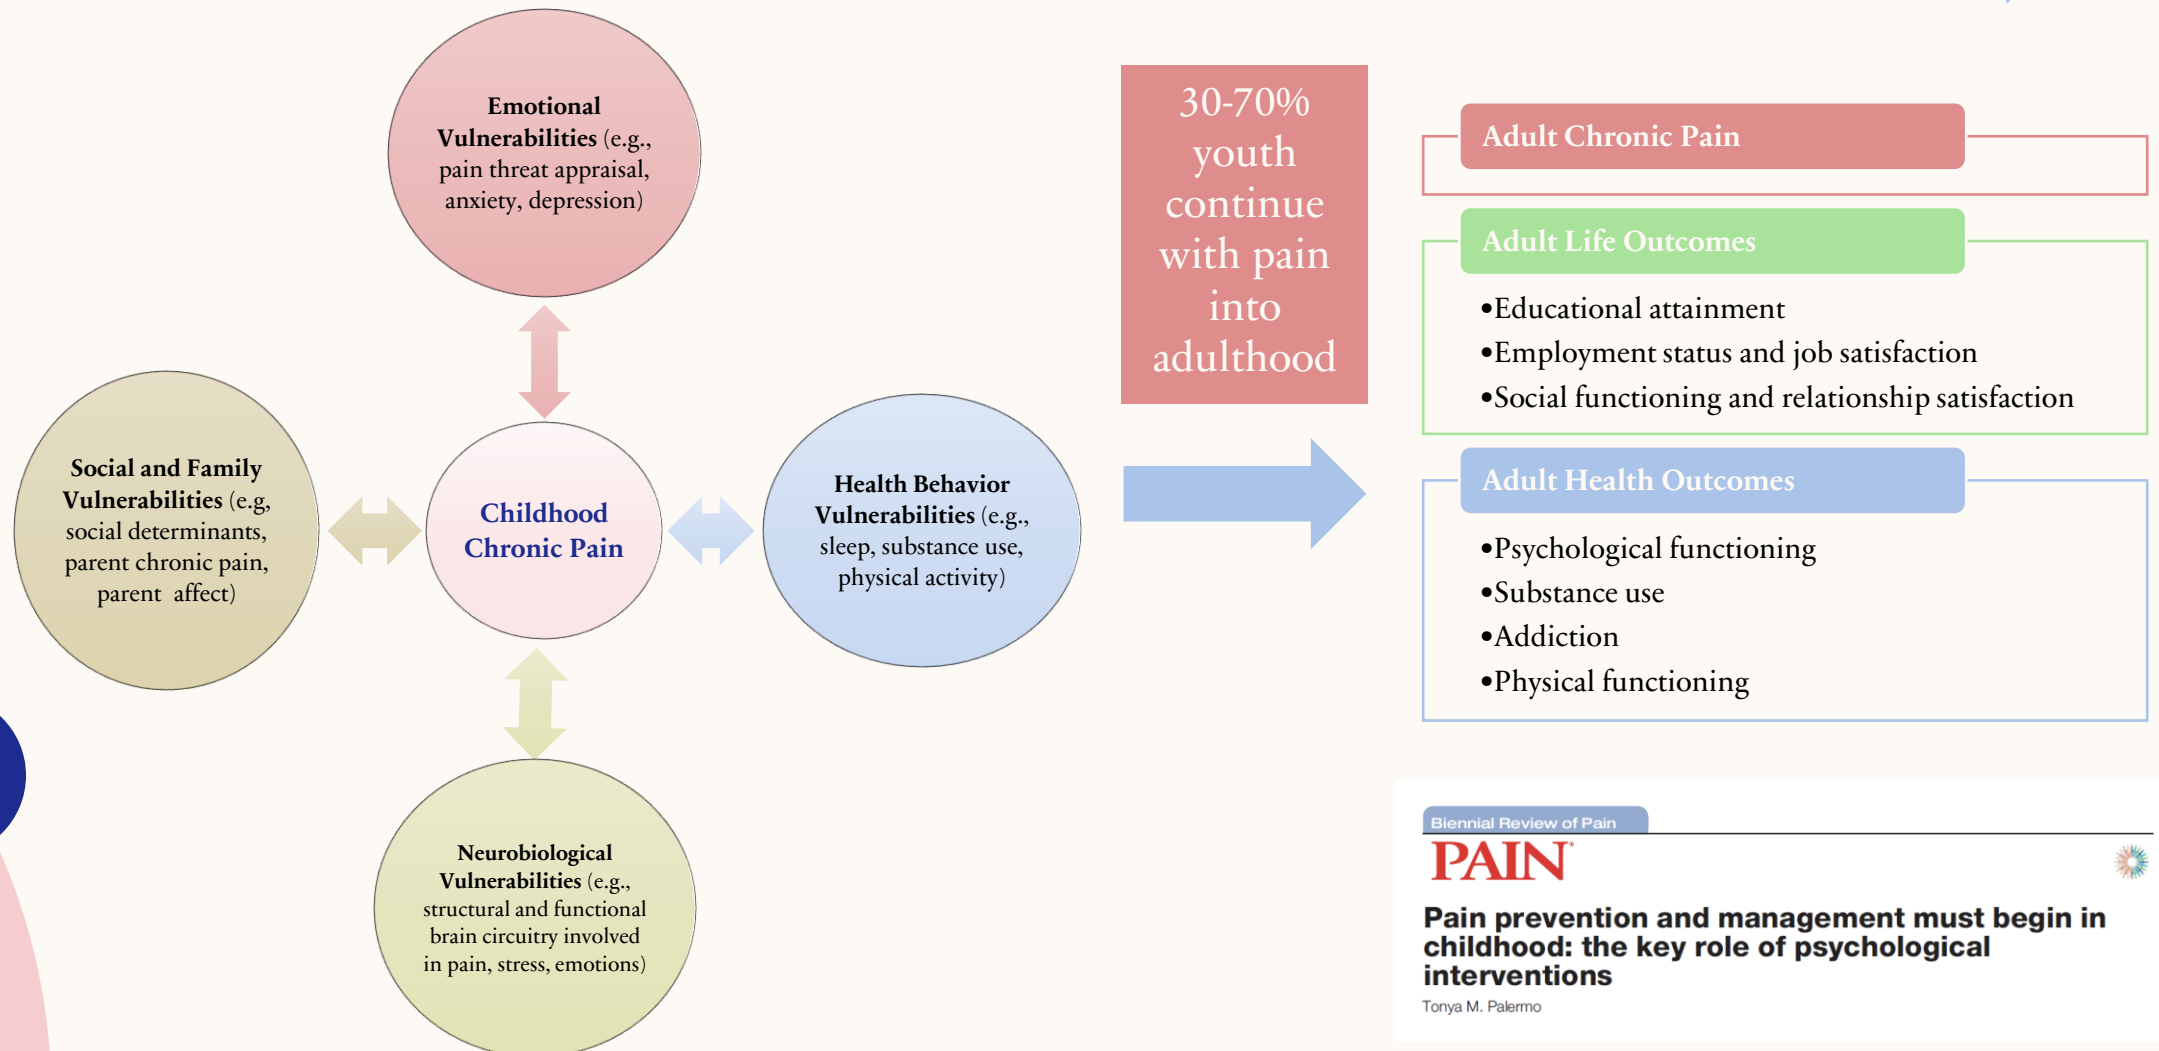 Emotional
Vulnerabilities (e.g.,
pain threat appraisal,
anxiety, depression)
Social and Family
Vulnerabilities (e.g,
social determinants,
parent chronic pain,
parent affect)
Childhood
Chronic Pain
Health Behavior
Vulnerabilities (e.g.,
sleep, substance use,
physical activity)
Neurobiological
Vulnerabilities (e.g.,
structural and functional
brain circuitry involved
in pain, stress, emotions)
30-70%
youth
continue
with pain
into
adulthood
Adult Chronic Pain
Adult Life Outcomes
•Educational attainment
•Employment status and job satisfaction
•Social functioning and relationship satisfaction
Adult Health Outcomes
•Psychological functioning
•Substance use
•Addiction
•Physical functioning
Biennial Review of Pain
PAIN®
Pain prevention and management must begin in
childhood: the key role of psychological
interventions
Tonya M. Palermo